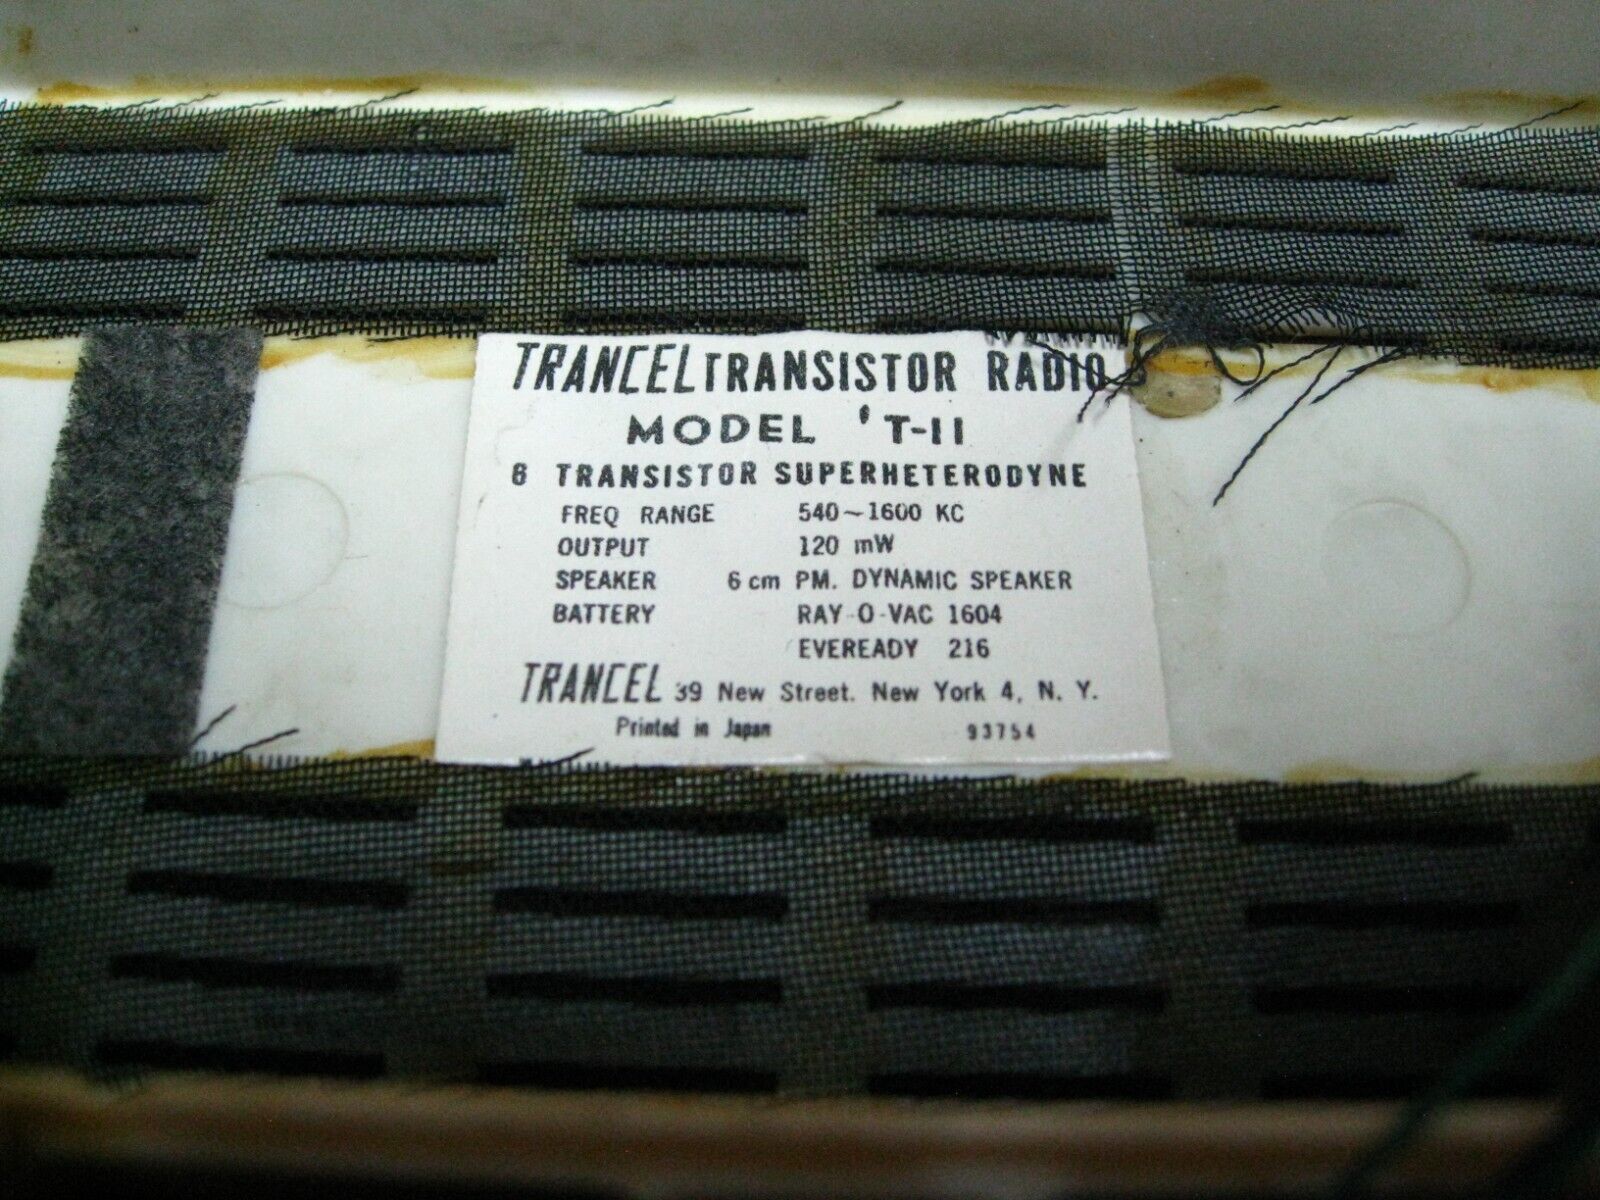 TRANCEL TRANSISTOR RADIO
MODEL 'T-11
6 TRANSISTOR SUPERHETERODYNE
FREQ RANGE 540~1600 KC
OUTPUT 120 mW
SPEAKER 6 cm PM. DYNAMIC SPEAKER
BATTERY RAY-O-VAC 1604
EVEREADY 216
TRANCEL 39 New Street. New York 4, N. Y.
Printed in Japan 93754